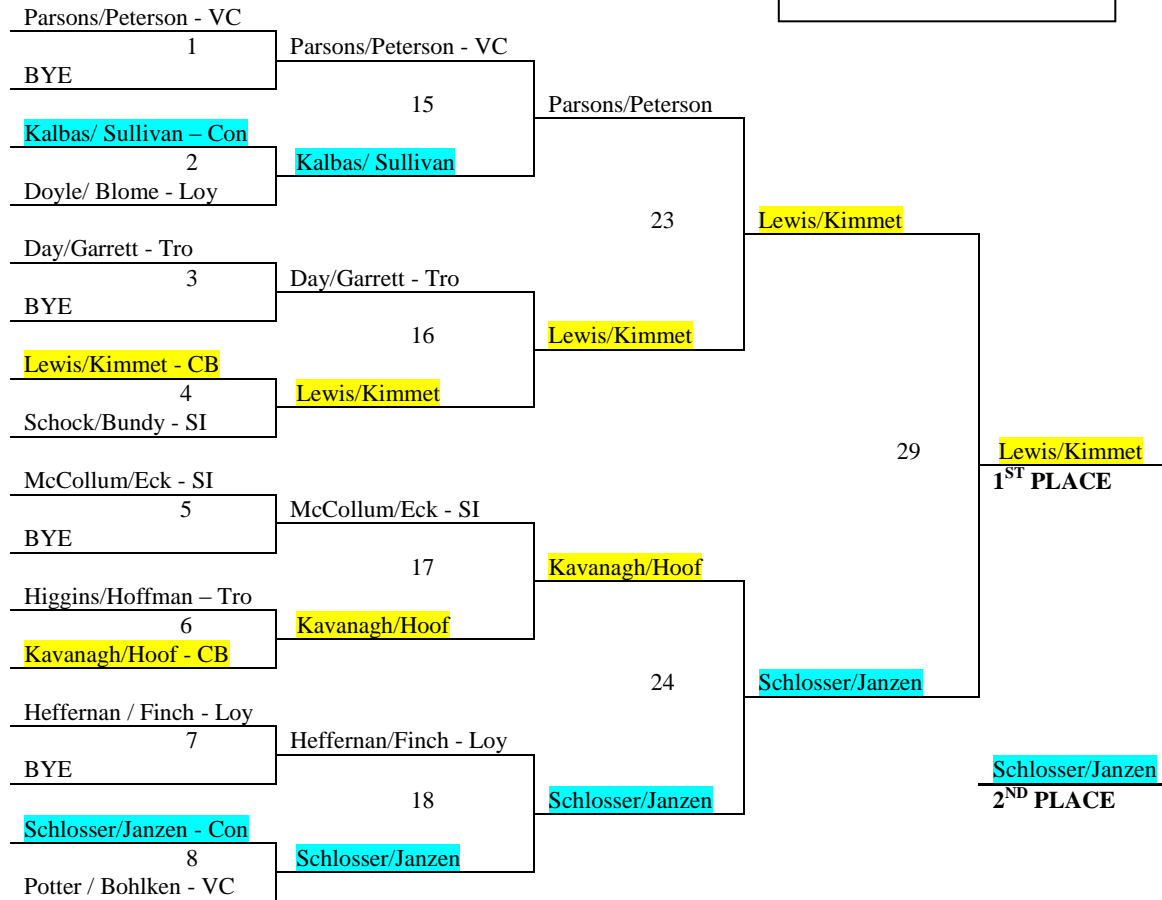 Parsons/Peterson - VC
1
BYE
Kalbas/ Sullivan – Con
2
Doyle/ Blome - Loy
Day/Garrett - Tro
3
BYE
Lewis/Kimmet - CB
4
Schock/Bundy - SI
McCollum/Eck - SI
5
BYE
Higgins/Hoffman – Tro
6
Kavanagh/Hoof - CB
Heffernan / Finch - Loy
7
BYE
Schlosser/Janzen - Con
8
Potter / Bohlken - VC
Parsons/Peterson - VC
15
Kalbas/ Sullivan
Day/Garrett - Tro
16
Lewis/Kimmet
McCollum/Eck - SI
17
Kavanagh/Hoof
Heffernan/Finch - Loy
18
Schlosser/Janzen
Parsons/Peterson
23
Lewis/Kimmet
Kavanagh/Hoof
24
Schlosser/Janzen
Lewis/Kimmet
29
Schlosser/Janzen
Lewis/Kimmet
1ST PLACE
Schlosser/Janzen
2ND PLACE